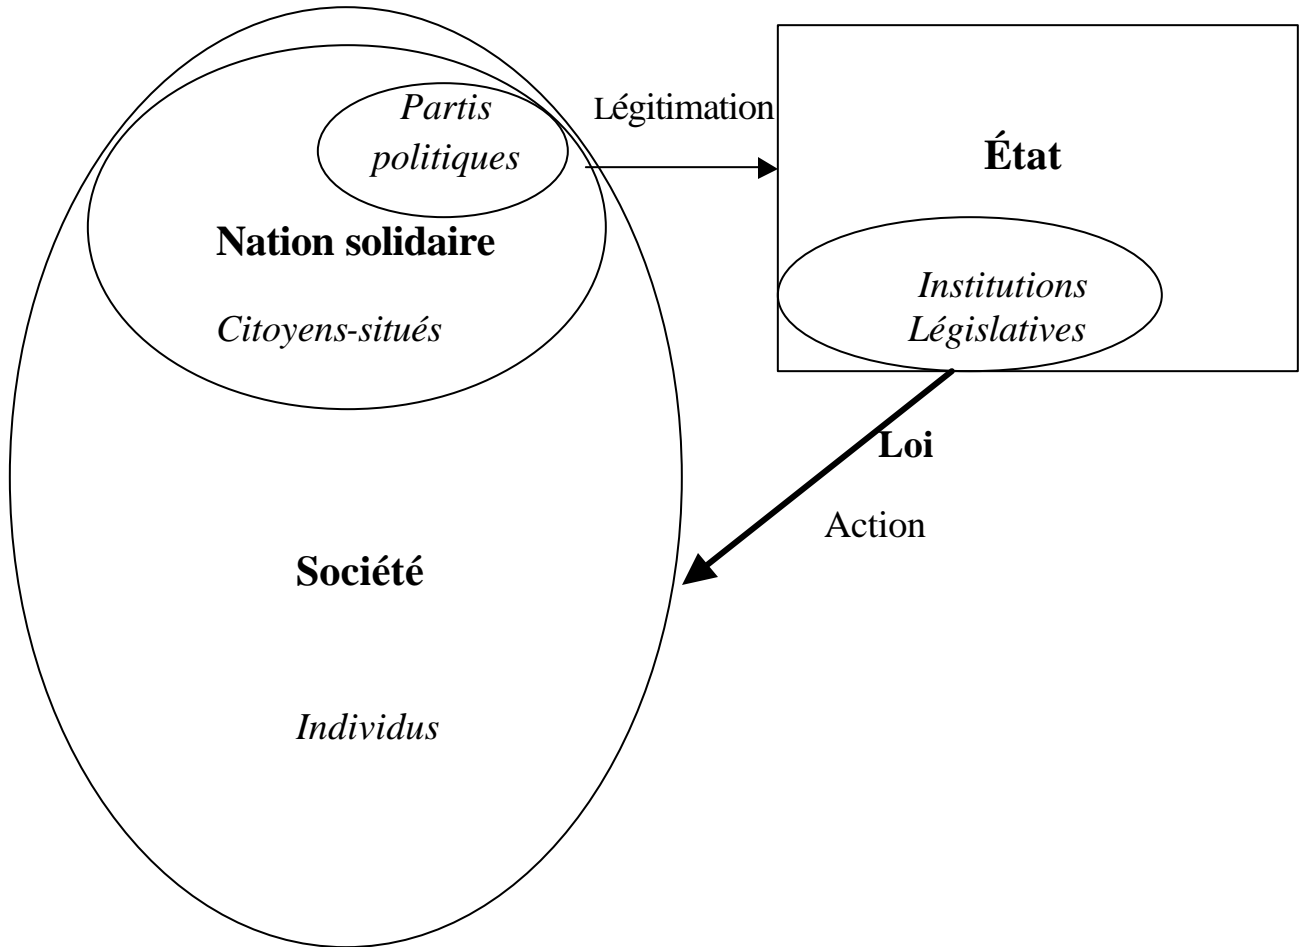 Partis
politiques
Légitimation
État
Nation solidaire
Citoyens-situés
Institutions
Législatives
Loi
Action
Société
Individus